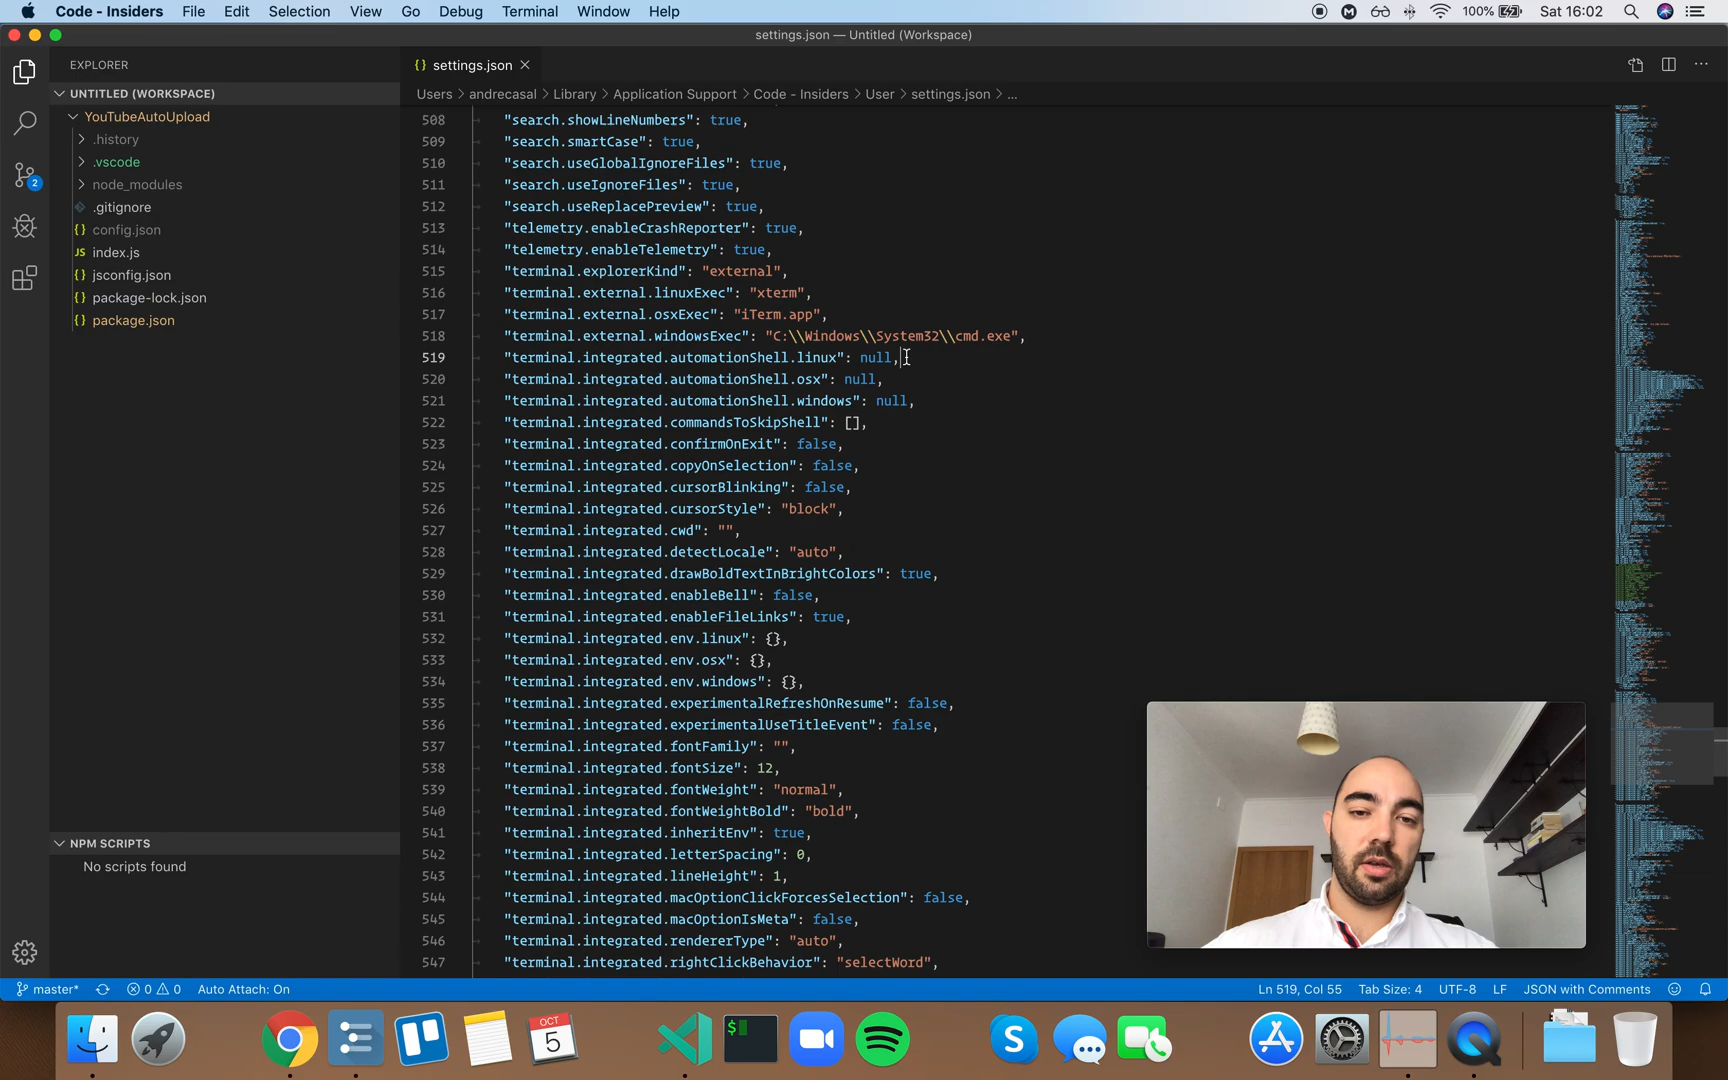 Code - Insiders File Edit Selection View Go Debug Terminal Window Help 100% Sat 16:02
settings.json — Untitled (Workspace)
EXPLORER
{} settings.json ×
UNTITLED (WORKSPACE)
Users > andrecasal > Library > Application Support > Code - Insiders > User > settings.json > ...
YouTubeAutoUpload
.history
.vscode
node_modules
.gitignore
{} config.json
JS index.js
{} jsconfig.json
{} package-lock.json
{} package.json
NPM SCRIPTS
No scripts found
508 "search.showLineNumbers": true,
509 "search.smartCase": true,
510 "search.useGlobalIgnoreFiles": true,
511 "search.useIgnoreFiles": true,
512 "search.useReplacePreview": true,
513 "telemetry.enableCrashReporter": true,
514 "telemetry.enableTelemetry": true,
515 "terminal.explorerKind": "external",
516 "terminal.external.linuxExec": "xterm",
517 "terminal.external.osxExec": "iTerm.app",
518 "terminal.external.windowsExec": "C:\\Windows\\System32\\cmd.exe",
519 "terminal.integrated.automationShell.linux": null,
520 "terminal.integrated.automationShell.osx": null,
521 "terminal.integrated.automationShell.windows": null,
522 "terminal.integrated.commandsToSkipShell": [],
523 "terminal.integrated.confirmOnExit": false,
524 "terminal.integrated.copyOnSelection": false,
525 "terminal.integrated.cursorBlinking": false,
526 "terminal.integrated.cursorStyle": "block",
527 "terminal.integrated.cwd": "",
528 "terminal.integrated.detectLocale": "auto",
529 "terminal.integrated.drawBoldTextInBrightColors": true,
530 "terminal.integrated.enableBell": false,
531 "terminal.integrated.enableFileLinks": true,
532 "terminal.integrated.env.linux": {},
533 "terminal.integrated.env.osx": {},
534 "terminal.integrated.env.windows": {},
535 "terminal.integrated.experimentalRefreshOnResume": false,
536 "terminal.integrated.experimentalUseTitleEvent": false,
537 "terminal.integrated.fontFamily": "",
538 "terminal.integrated.fontSize": 12,
539 "terminal.integrated.fontWeight": "normal",
540 "terminal.integrated.fontWeightBold": "bold",
541 "terminal.integrated.inheritEnv": true,
542 "terminal.integrated.letterSpacing": 0,
543 "terminal.integrated.lineHeight": 1,
544 "terminal.integrated.macOptionClickForcesSelection": false,
545 "terminal.integrated.macOptionIsMeta": false,
546 "terminal.integrated.rendererType": "auto",
547 "terminal.integrated.rightClickBehavior": "selectWord",
2
master* 0 0 Auto Attach: On Ln 519, Col 55 Tab Size: 4 UTF-8 LF JSON with Comments
OCT
5
$
S